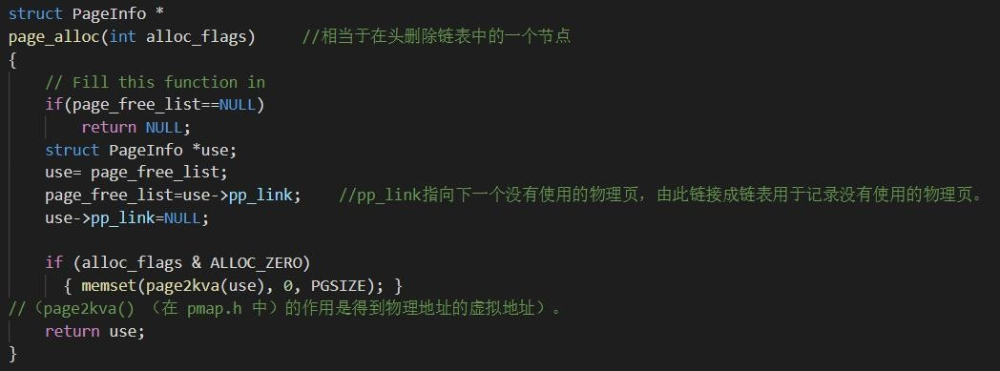 struct PageInfo *
page_alloc(int alloc_flags)     //相当于在头删除链表中的一个节点
{
    // Fill this function in
    if(page_free_list==NULL)
        return NULL;
    struct PageInfo *use;
    use= page_free_list;
    page_free_list=use->pp_link;    //pp_link指向下一个没有使用的物理页，由此链接成链表用于记录没有使用的物理页。
    use->pp_link=NULL;

    if (alloc_flags & ALLOC_ZERO)
      { memset(page2kva(use), 0, PGSIZE); }
//（page2kva() （在 pmap.h 中）的作用是得到物理地址的虚拟地址）。
    return use;
}